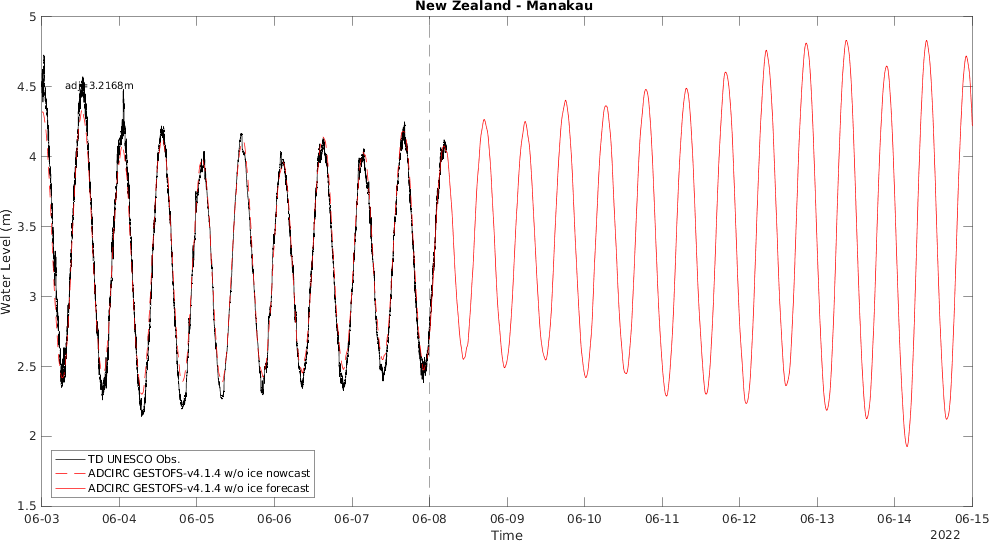 New Zealand - Manakau
5
4.5
4
3.5
3
2.5
2
1.5
Water Level (m)
adj=3.2168m
TD UNESCO Obs.
ADCIRC GESTOFS-v4.1.4 w/o ice nowcast
ADCIRC GESTOFS-v4.1.4 w/o ice forecast
06-03 06-04 06-05 06-06 06-07 06-08 06-09 06-10 06-11 06-12 06-13 06-14 06-15
Time
2022